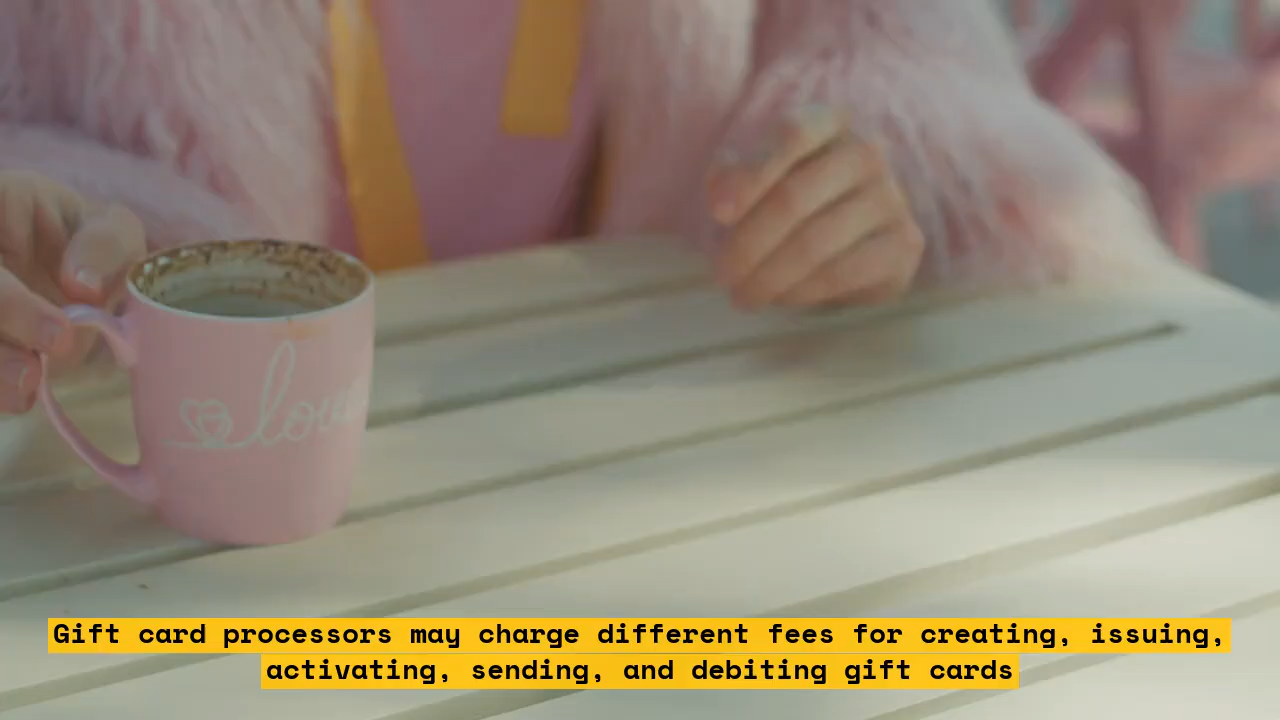 love
Gift card processors may charge different fees for creating, issuing,
activating, sending, and debiting gift cards